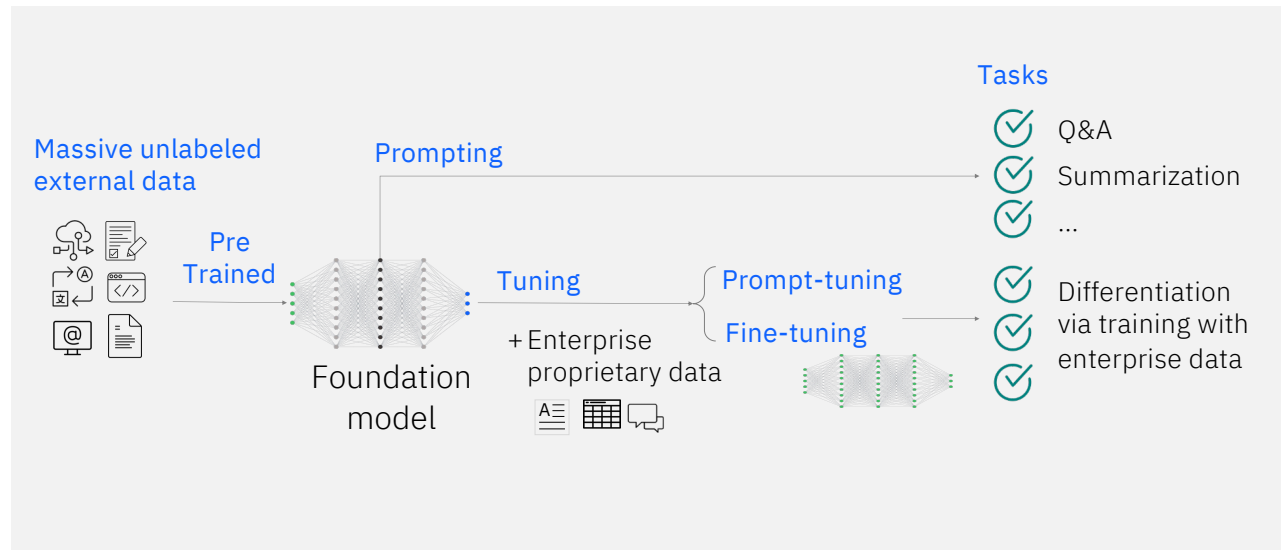 Tasks
Q&A
Massive unlabeled
external data
Prompting
Summarization
...
Pre
Trained
Tuning
Prompt-tuning
Differentiation
via training with
enterprise data
Fine-tuning
+ Enterprise
proprietary data
Foundation
model
A
文
</>
@
A